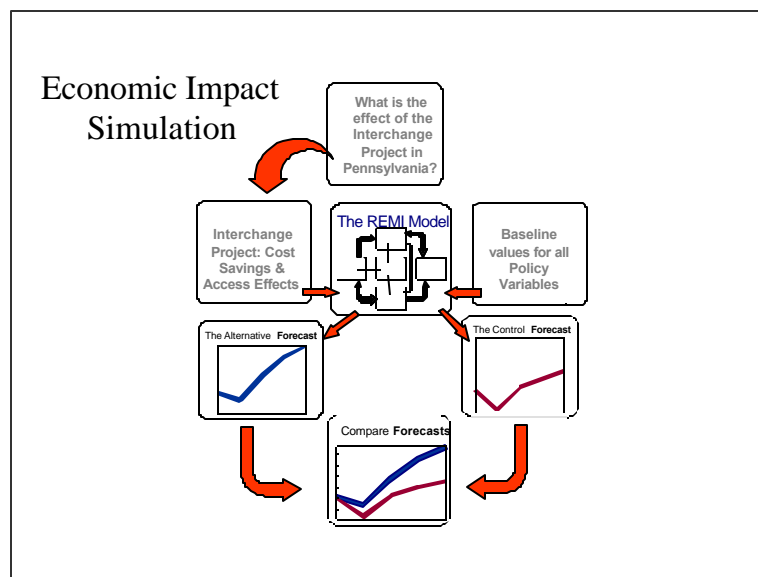 Economic Impact
Simulation
What is the
effect of the
Interchange
Project in
Pennsylvania?
Interchange
Project: Cost
Savings &
Access Effects
The REMI Model
Baseline
values for all
Policy
Variables
The Alternative Forecast
The Control Forecast
Compare Forecasts